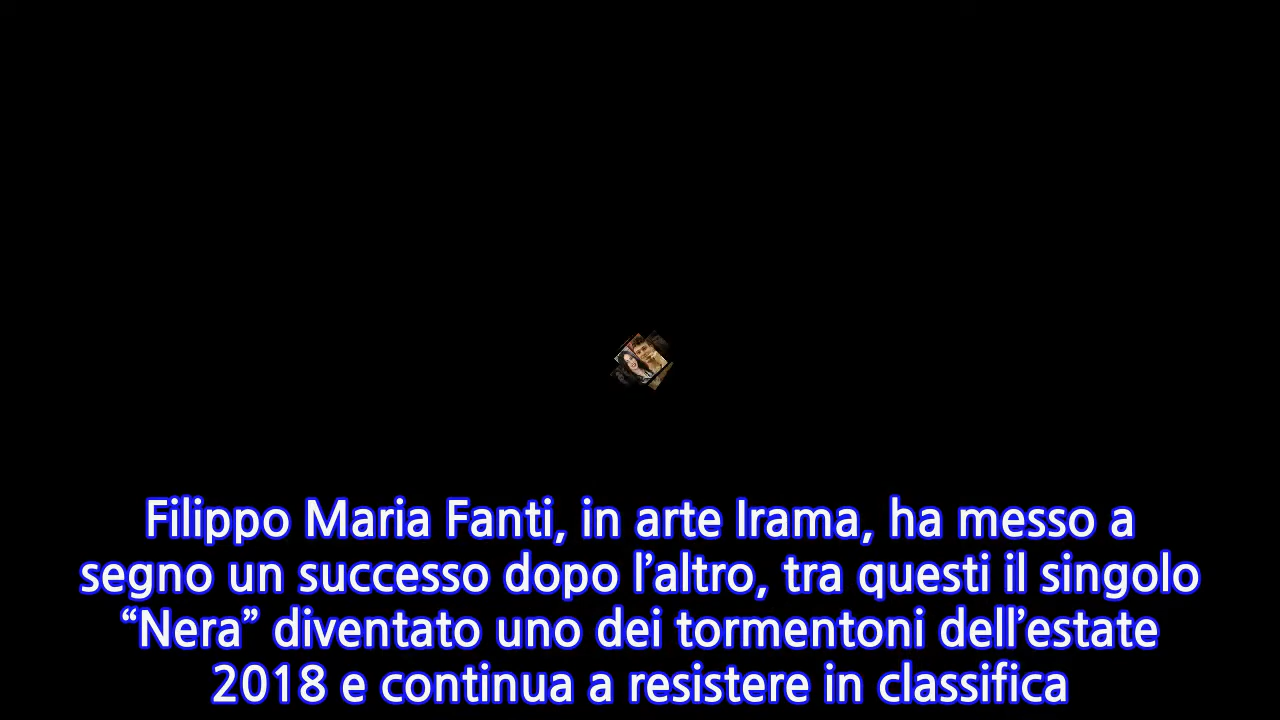 Filippo Maria Fanti, in arte Irama, ha messo a
segno un successo dopo l’altro, tra questi il singolo
“Nera” diventato uno dei tormentoni dell’estate
2018 e continua a resistere in classifica